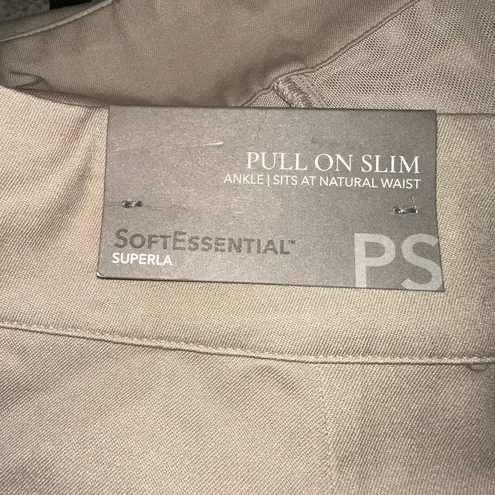 PULL ON SLIM
ANKLE | SITS AT NATURAL WAIST
SOFTESSENTIAL™
SUPERLA
PS